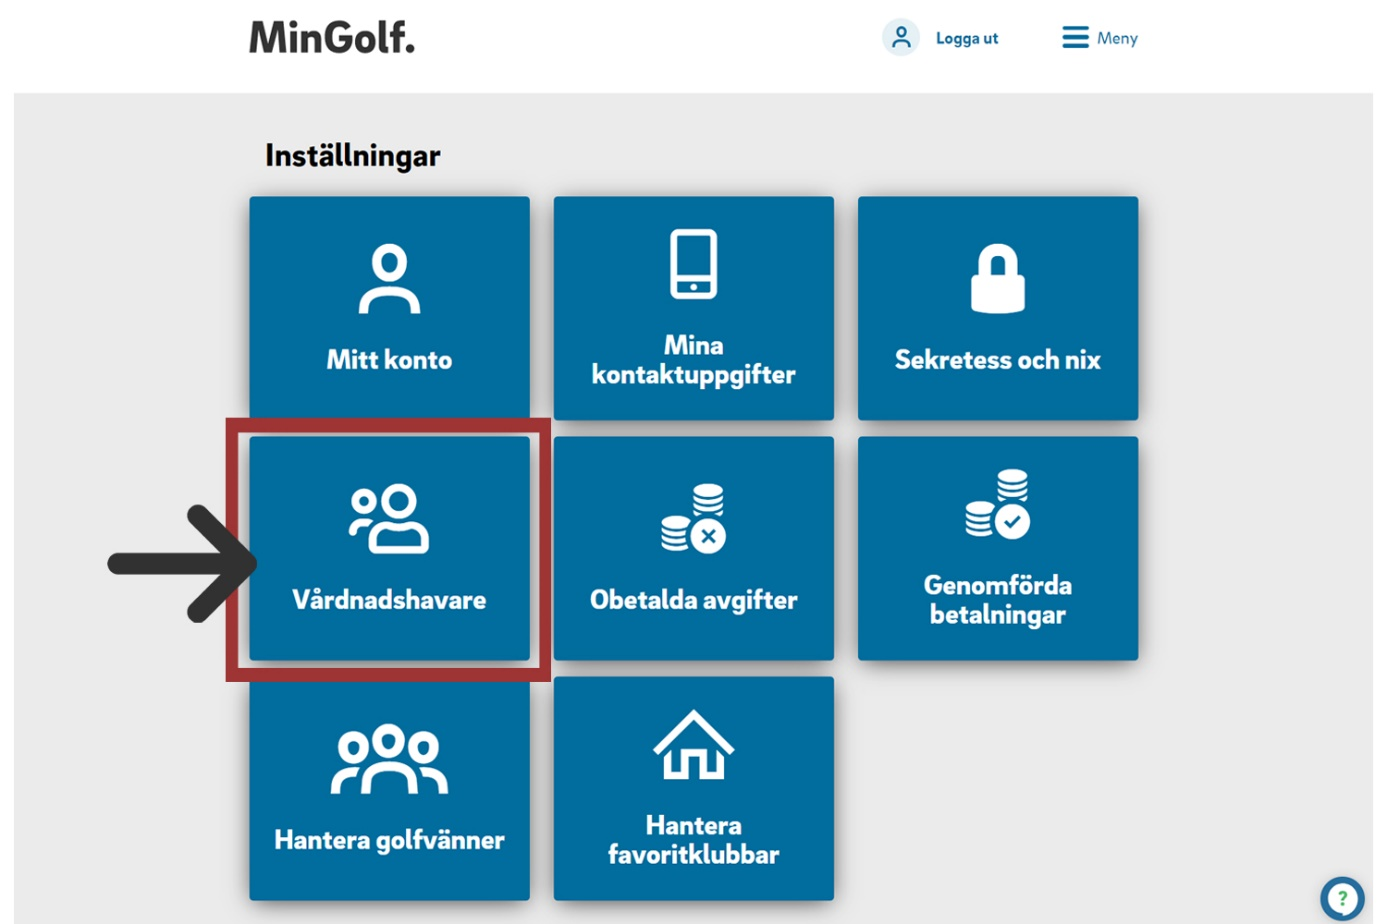 MinGolf.
Logga ut
Meny
Inställningar
Mitt konto
Mina
kontaktuppgifter
Sekretess och nix
Vårdnadshavare
Obetalda avgifter
Genomförda
betalningar
Hantera golfvänner
Hantera
favoritklubbar
?